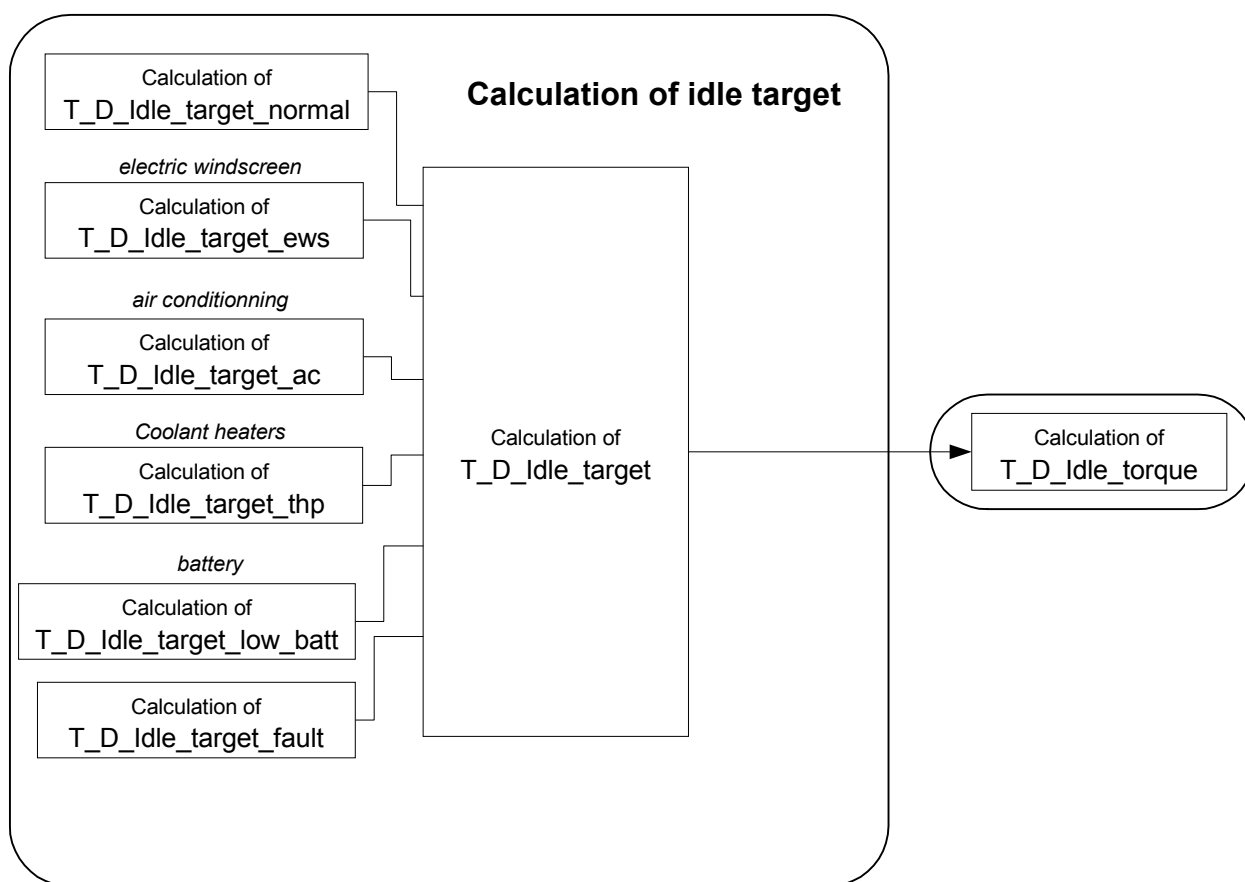 Calculation of idle target
Calculation of
T_D_Idle_target_normal
electric windscreen
Calculation of
T_D_Idle_target_ews
air conditionning
Calculation of
T_D_Idle_target_ac
Coolant heaters
Calculation of
T_D_Idle_target_thp
battery
Calculation of
T_D_Idle_target_low_batt
Calculation of
T_D_Idle_target_fault
Calculation of
T_D_Idle_target
Calculation of
T_D_Idle_torque